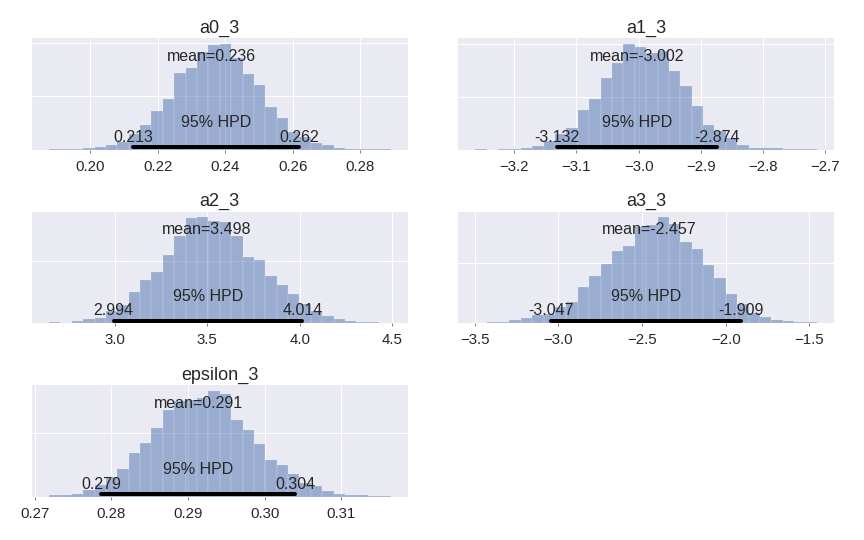 a0_3
mean=0.236
95% HPD
0.213 0.262
0.20 0.22 0.24 0.26 0.28
a1_3
mean=-3.002
95% HPD
-3.132 -2.874
−3.2 −3.1 −3.0 −2.9 −2.8 −2.7
a2_3
mean=3.498
95% HPD
2.994 4.014
3.0 3.5 4.0 4.5
a3_3
mean=-2.457
95% HPD
-3.047 -1.909
−3.5 −3.0 −2.5 −2.0 −1.5
epsilon_3
mean=0.291
95% HPD
0.279 0.304
0.27 0.28 0.29 0.30 0.31